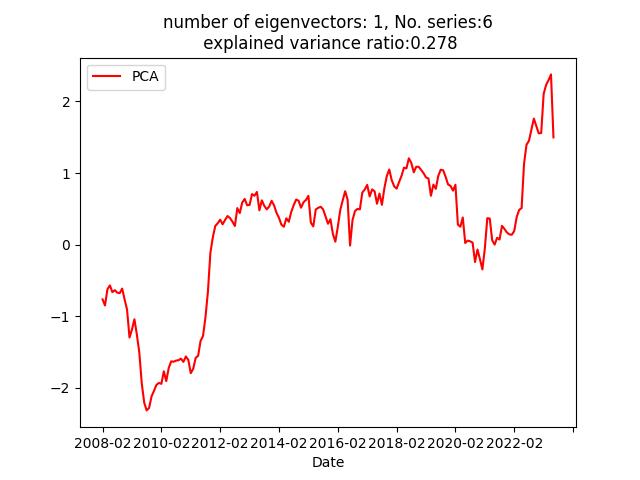 number of eigenvectors: 1, No. series:6
explained variance ratio:0.278
PCA
2
1
0
−1
−2
2008-02 2010-02 2012-02 2014-02 2016-02 2018-02 2020-02 2022-02
Date